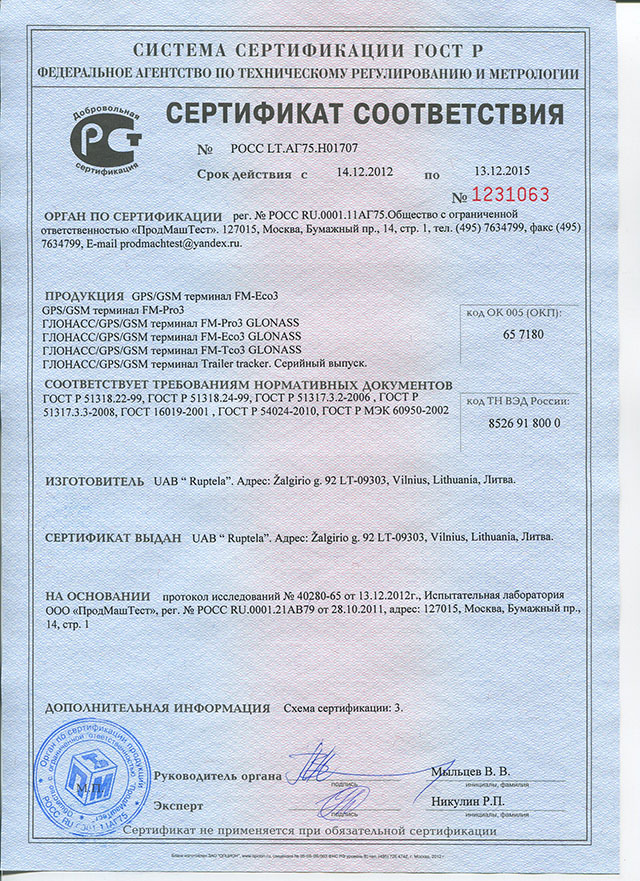 СИСТЕМА СЕРТИФИКАЦИИ ГОСТ Р
ФЕДЕРАЛЬНОЕ АГЕНТСТВО ПО ТЕХНИЧЕСКОМУ РЕГУЛИРОВАНИЮ И МЕТРОЛОГИИ
Добровольная
сертификация
СЕРТИФИКАТ СООТВЕТСТВИЯ
№ РОСС LT.АГ75.Н01707
Срок действия с 14.12.2012 по 13.12.2015
№ 1231063
ОРГАН ПО СЕРТИФИКАЦИИ рег. № РОСС RU.0001.11АГ75.Общество с ограниченной
ответственностью «ПродМашТест». 127015, Москва, Бумажный пр., 14, стр. 1, тел. (495) 7634799, факс (495)
7634799, E-mail prodmachtest@yandex.ru.
ПРОДУКЦИЯ GPS/GSM терминал FM-Eco3
GPS/GSM терминал FM-Pro3
ГЛОНАСС/GPS/GSM терминал FM-Pro3 GLONASS
ГЛОНАСС/GPS/GSM терминал FM-Eco3 GLONASS
ГЛОНАСС/GPS/GSM терминал FM-Tco3 GLONASS
ГЛОНАСС/GPS/GSM терминал Trailer tracker. Серийный выпуск.
код ОК 005 (ОКП):
65 7180
СООТВЕТСТВУЕТ ТРЕБОВАНИЯМ НОРМАТИВНЫХ ДОКУМЕНТОВ
ГОСТ Р 51318.22-99, ГОСТ Р 51318.24-99, ГОСТ Р 51317.3.2-2006 , ГОСТ Р
51317.3.3-2008, ГОСТ 16019-2001 , ГОСТ Р 54024-2010, ГОСТ Р МЭК 60950-2002
код ТН ВЭД России:
8526 91 800 0
ИЗГОТОВИТЕЛЬ UAB “ Ruptela”. Адрес: Žalgirio g. 92 LT-09303, Vilnius, Lithuania, Литва.
СЕРТИФИКАТ ВЫДАН UAB “ Ruptela”. Адрес: Žalgirio g. 92 LT-09303, Vilnius, Lithuania, Литва.
НА ОСНОВАНИИ протокол исследований № 40280-65 от 13.12.2012г., Испытательная лаборатория
ООО «ПродМашТест», рег. № РОСС RU.0001.21АВ79 от 28.10.2011, адрес: 127015, Москва, Бумажный пр.,
14, стр. 1
ДОПОЛНИТЕЛЬНАЯ ИНФОРМАЦИЯ Схема сертификации: 3.
Орган по сертификации продукции
М.П.
Руководитель органа
подпись
Мыльцев В. В.
инициалы, фамилия
Эксперт
подпись
Никулин Р.П.
инициалы, фамилия
Сертификат не применяется при обязательной сертификации